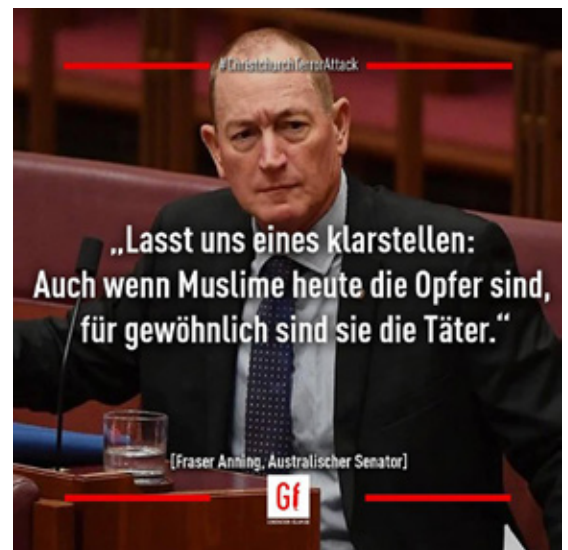 #ChristchurchTerrorAttack
„Lasst uns eines klarstellen:
Auch wenn Muslime heute die Opfer sind,
für gewöhnlich sind sie die Täter.“
[Fraser Anning, Australischer Senator]
Gf